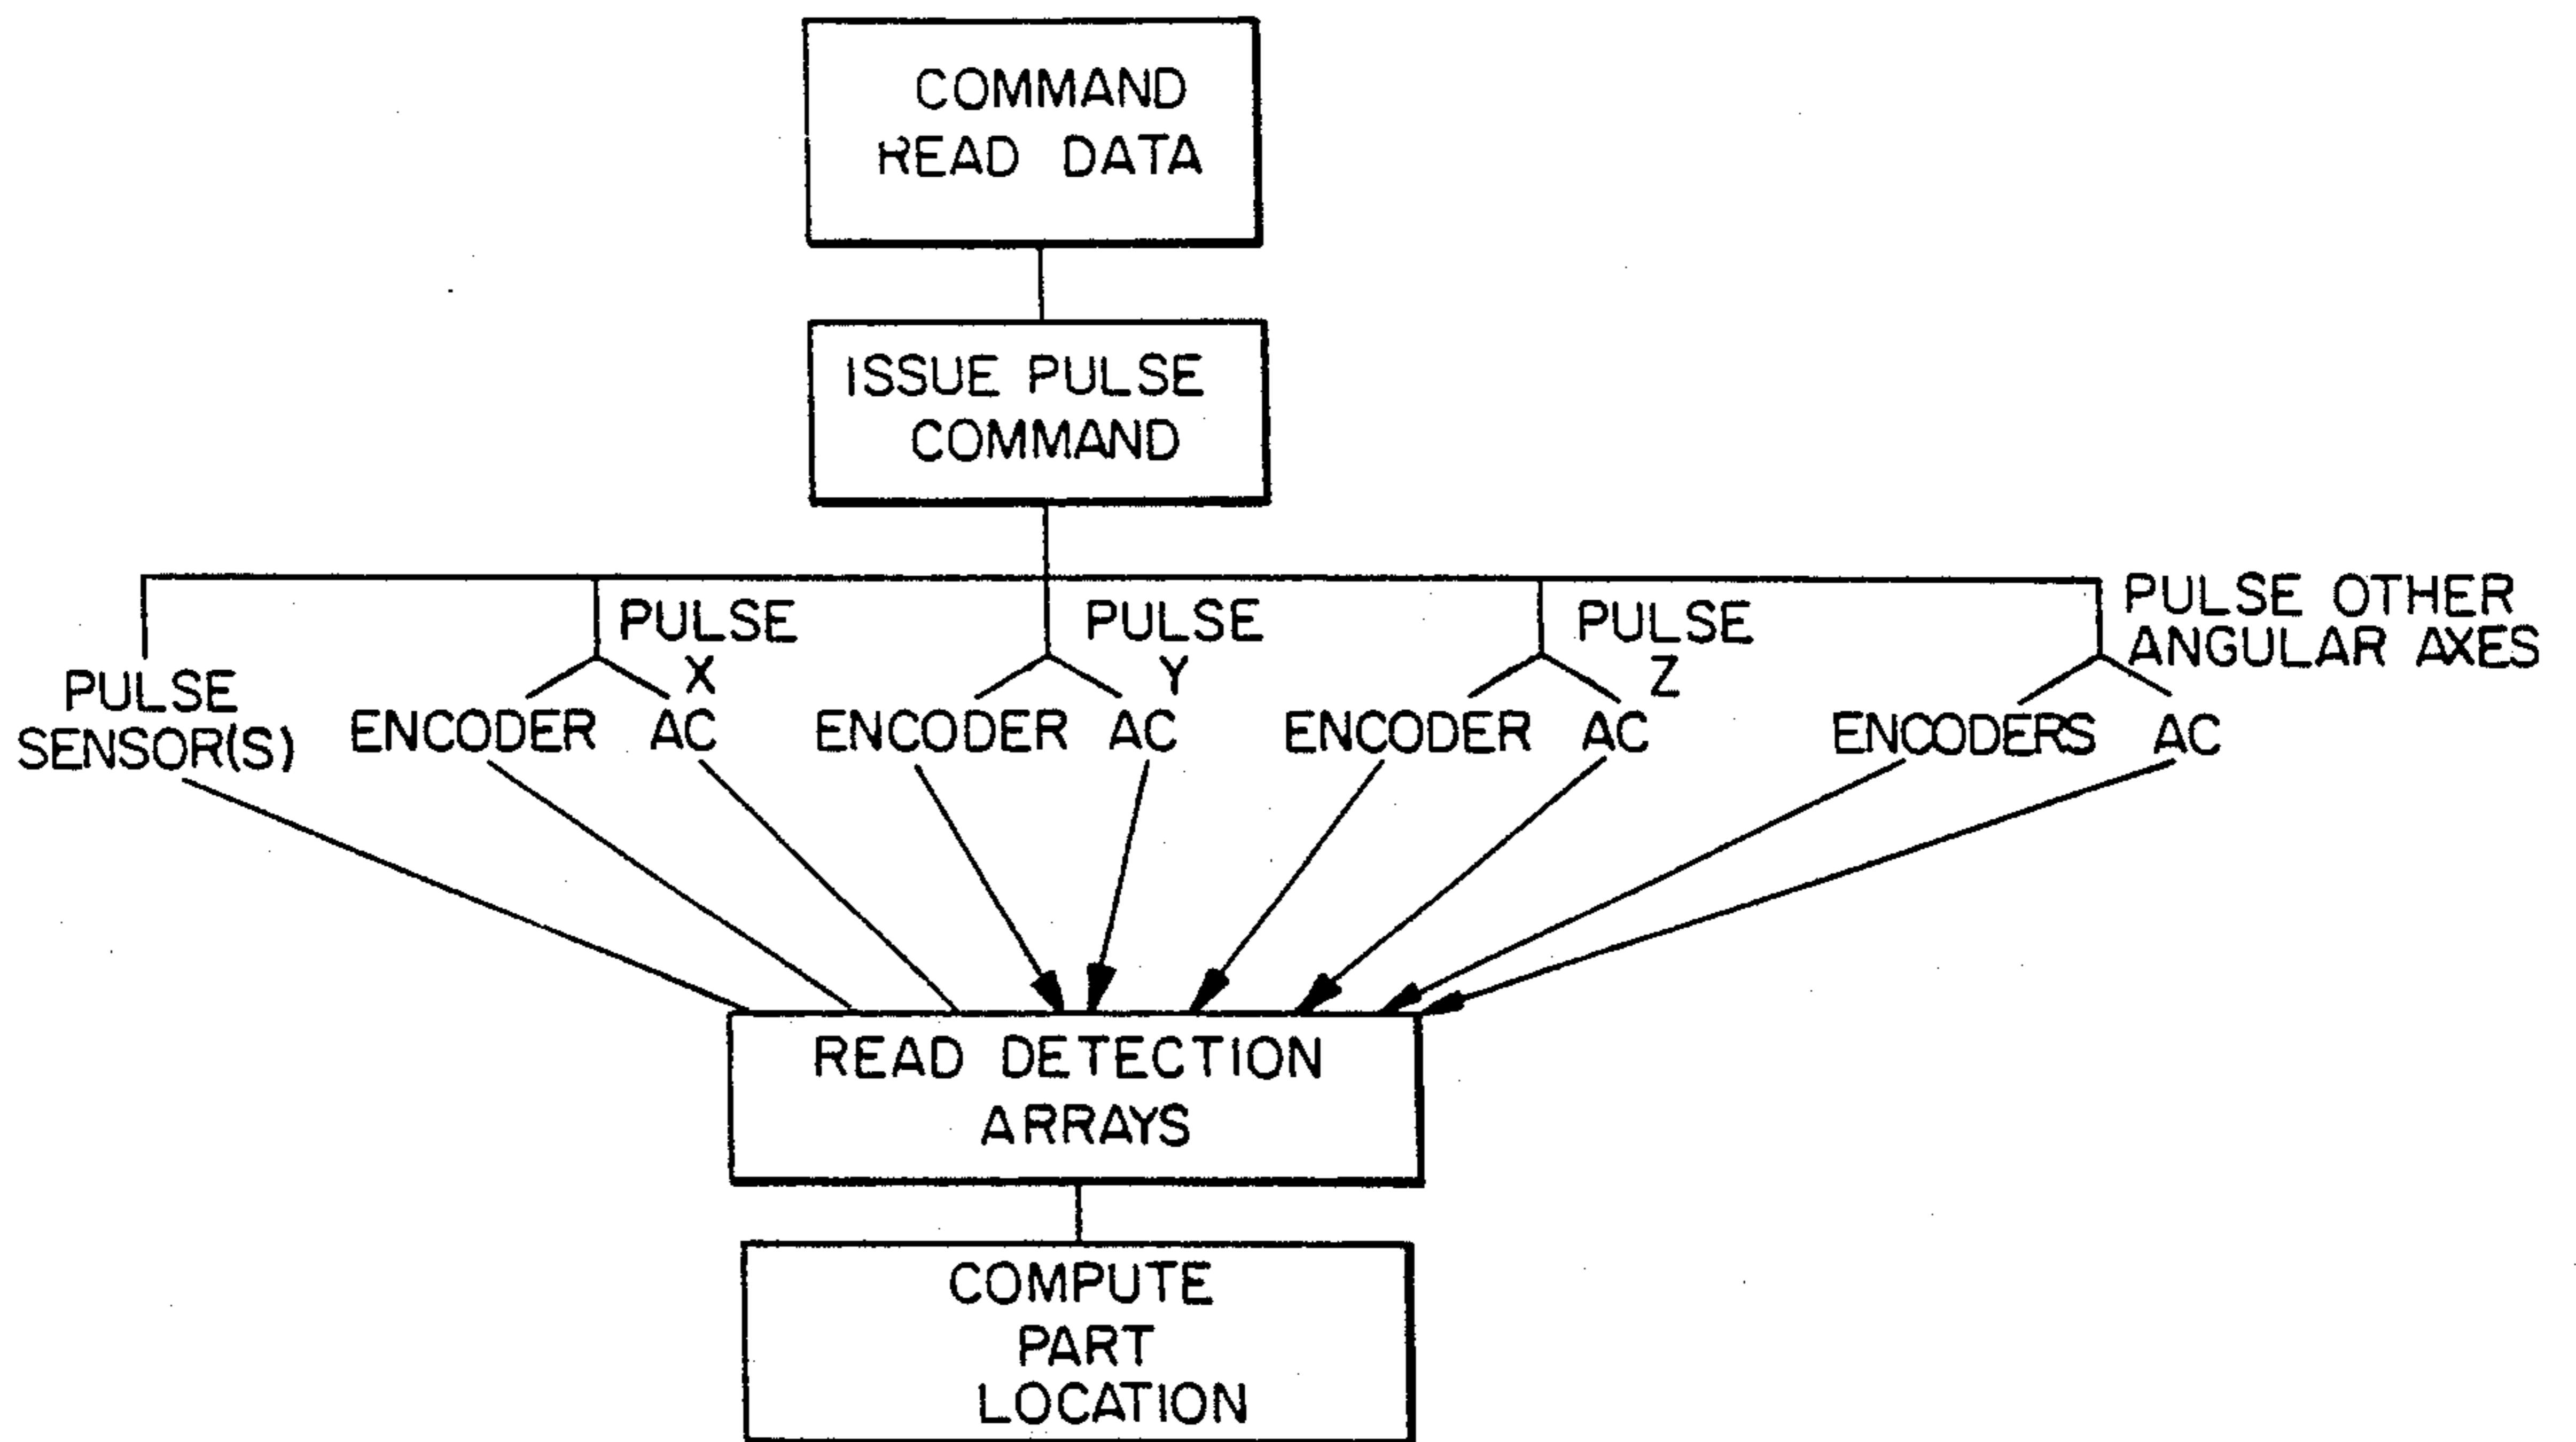 COMMAND
READ DATA
ISSUE PULSE
COMMAND
PULSE
SENSOR(S)
PULSE
X
ENCODER AC
PULSE
Y
ENCODER AC
PULSE
Z
ENCODER AC
PULSE OTHER
ANGULAR AXES
ENCODERS AC
READ DETECTION
ARRAYS
COMPUTE
PART
LOCATION